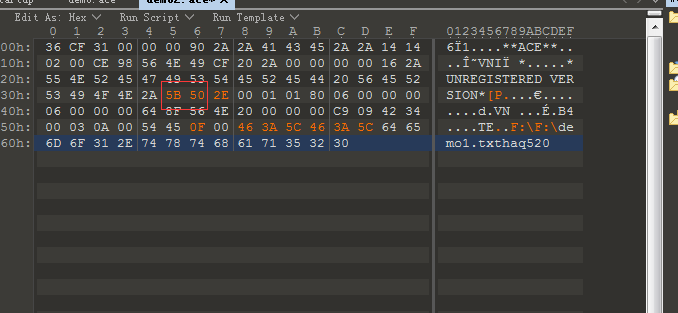 demo.ace demo2.ace*
Edit As: Hex Run Script Run Template
0 1 2 3 4 5 6 7 8 9 A B C D E F 0123456789ABCDEF
00h: 36 CF 31 00 00 00 90 2A 2A 41 43 45 2A 2A 14 14 6Ï1....**ACE**..
10h: 02 00 CE 98 56 4E 49 CF 20 2A 00 00 00 00 16 2A ..Î˜VNIÏ *.....*
20h: 55 4E 52 45 47 49 53 54 45 52 45 44 20 56 45 52 UNREGISTERED VER
30h: 53 49 4F 4E 2A 5B 50 2E 00 01 01 80 06 00 00 00 SION*[P....€....
40h: 06 00 00 00 64 8F 56 4E 20 00 00 00 C9 09 42 34 ....d.VN ...É.B4
50h: 00 03 0A 00 54 45 0F 00 46 3A 5C 46 3A 5C 64 65 ....TE..F:\F:\de
60h: 6D 6F 31 2E 74 78 74 68 61 71 35 32 30 mo1.txthaq520